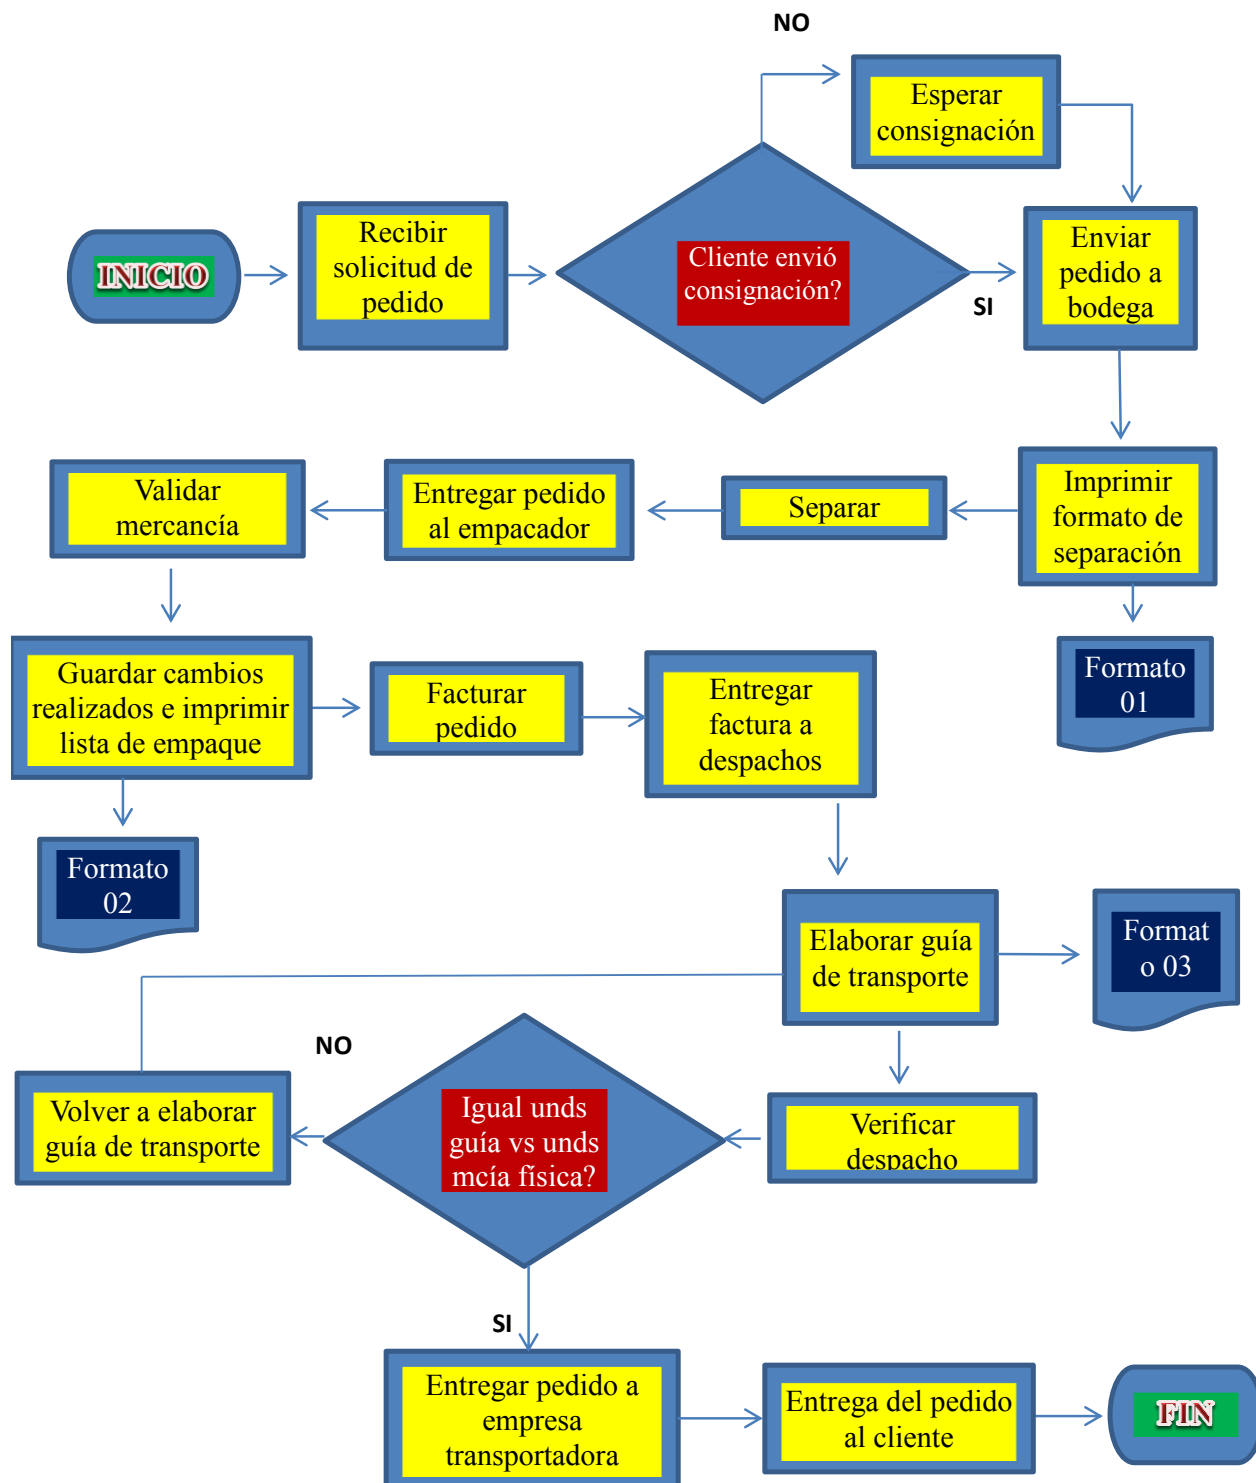 NO
Esperar
consignación
INICIO
Recibir
solicitud de
pedido
Cliente envió
consignación?
SI
Enviar
pedido a
bodega
Imprimir
formato de
separación
Separar
Entregar pedido
al empacador
Validar
mercancía
Formato
01
Guardar cambios
realizados e imprimir
lista de empaque
Facturar
pedido
Entregar
factura a
despachos
Formato
02
Elaborar guía
de transporte
Format
o 03
Verificar
despacho
Igual unds
guía vs unds
mcía física?
NO
Volver a elaborar
guía de transporte
SI
Entregar pedido a
empresa
transportadora
Entrega del pedido
al cliente
FIN